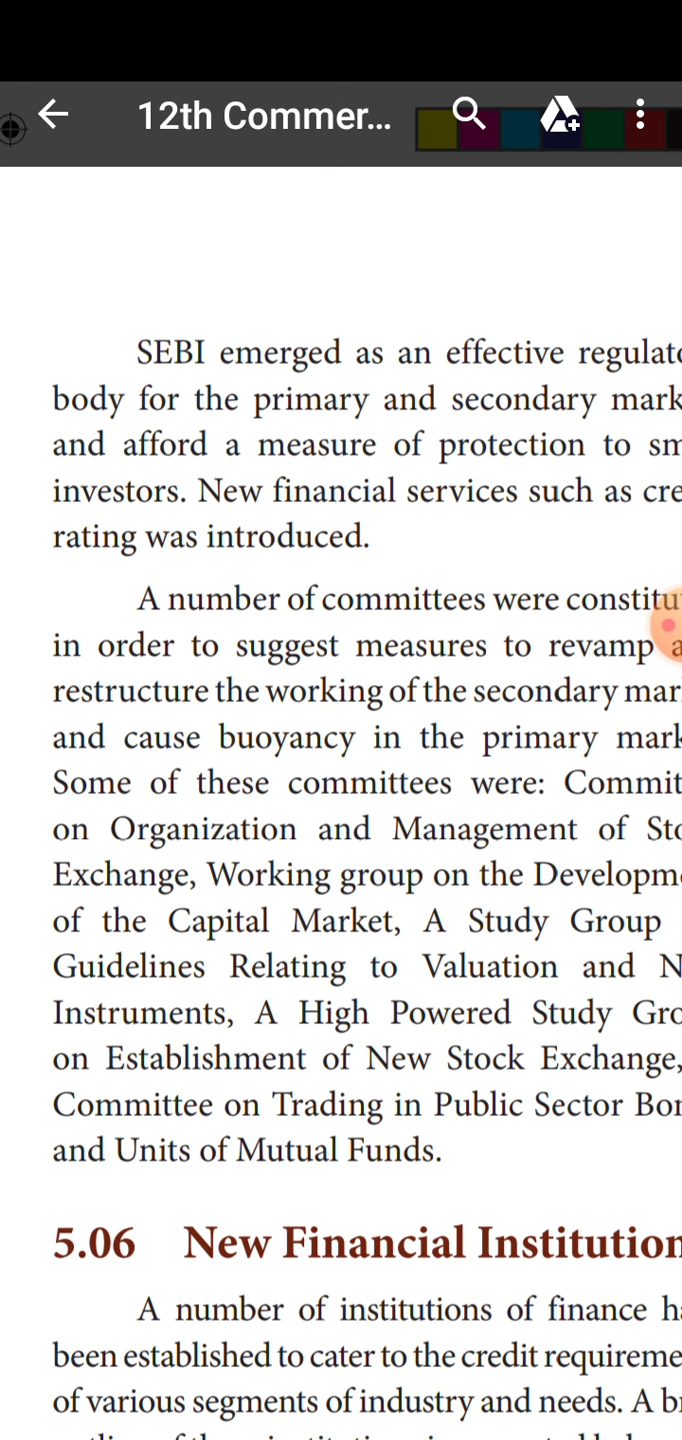 12th Commer...
SEBI emerged as an effective regulato
body for the primary and secondary mark
and afford a measure of protection to sm
investors. New financial services such as cre
rating was introduced.
A number of committees were constitu
in order to suggest measures to revamp a
restructure the working of the secondary mar
and cause buoyancy in the primary mark
Some of these committees were: Commit
on Organization and Management of Sto
Exchange, Working group on the Developme
of the Capital Market, A Study Group
Guidelines Relating to Valuation and N
Instruments, A High Powered Study Gro
on Establishment of New Stock Exchange,
Committee on Trading in Public Sector Bon
and Units of Mutual Funds.
5.06 New Financial Institution
A number of institutions of finance ha
been established to cater to the credit requireme
of various segments of industry and needs. A br